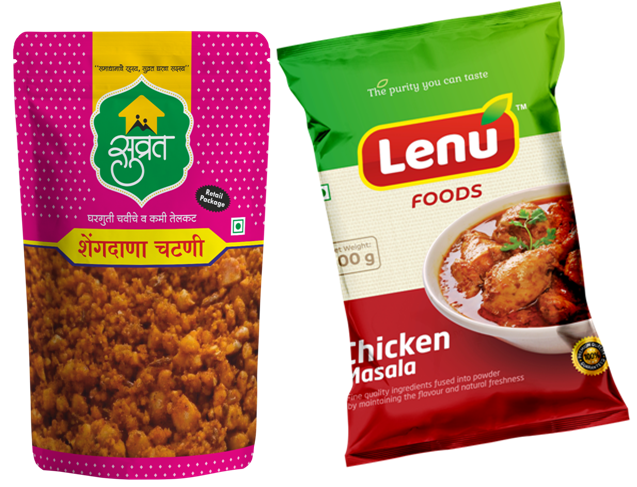 सुव्रत
Retail
Package
घरगुती चवीचे व कमी तेलकट
शेंगदाणा चटणी
The purity you can taste
Lenu
TM
FOODS
et Weight:
00 g
Chicken
Masala
ine quality ingredients fused into powder
by maintaining the flavour and natural freshness